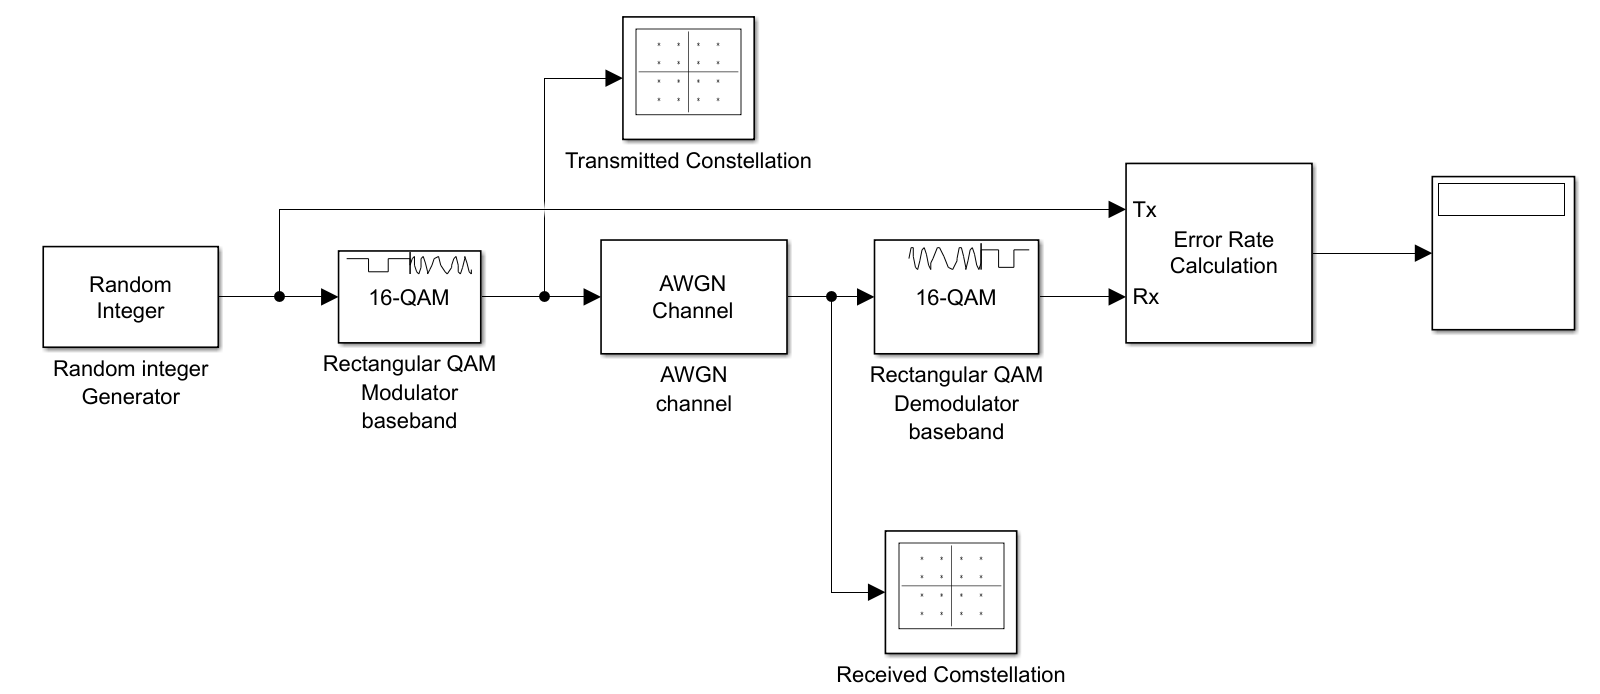 Transmitted Constellation
Tx
Error Rate
Calculation
Rx
Random
Integer
Random integer
Generator
16-QAM
Rectangular QAM
Modulator
baseband
AWGN
Channel
AWGN
channel
16-QAM
Rectangular QAM
Demodulator
baseband
Received Comstellation